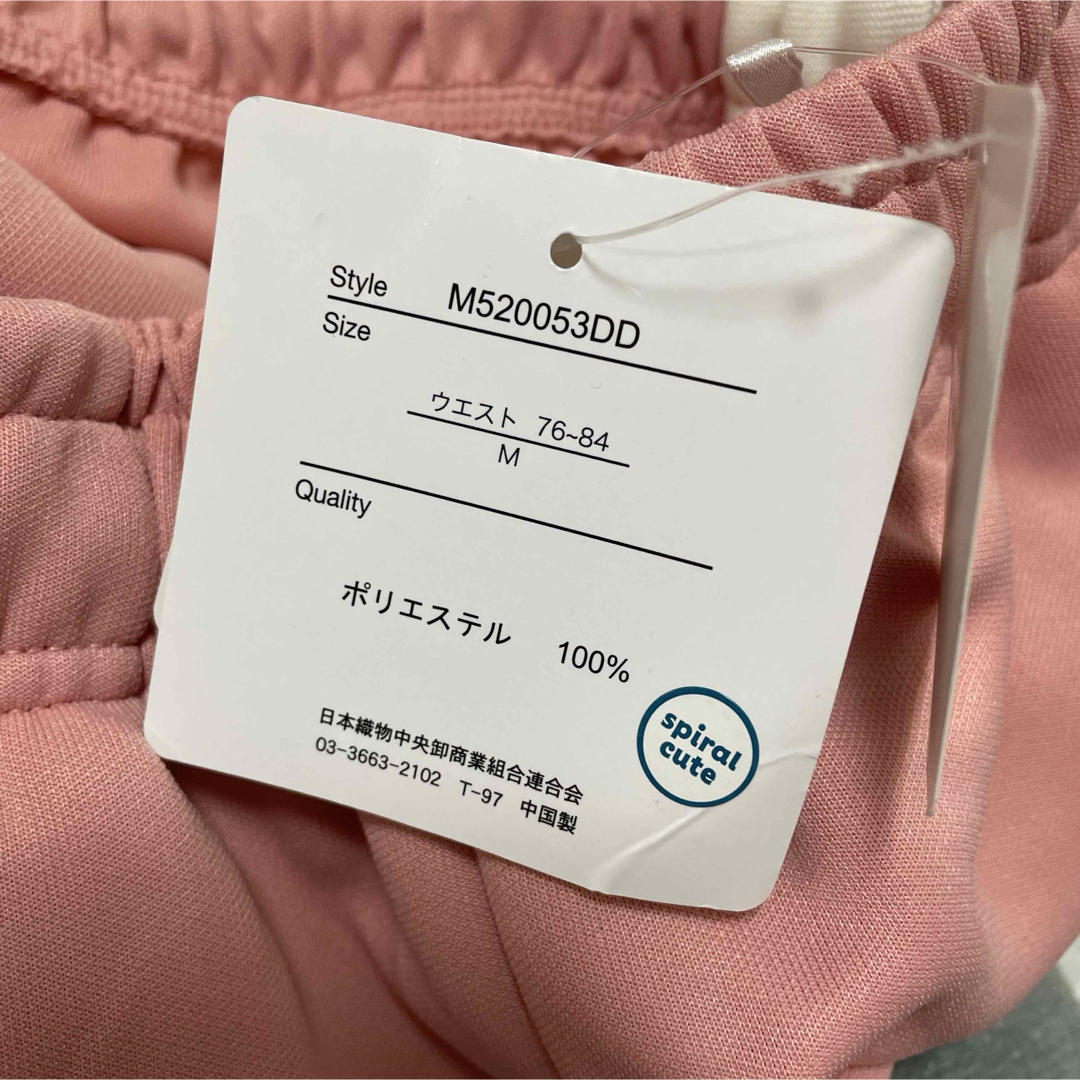 Style M520053DD
Size
ウエスト 76~84
M
Quality
ポリエステル 100%
日本織物中央卸商業組合連合会
03-3663-2102 T-97 中国製
spiral
cute